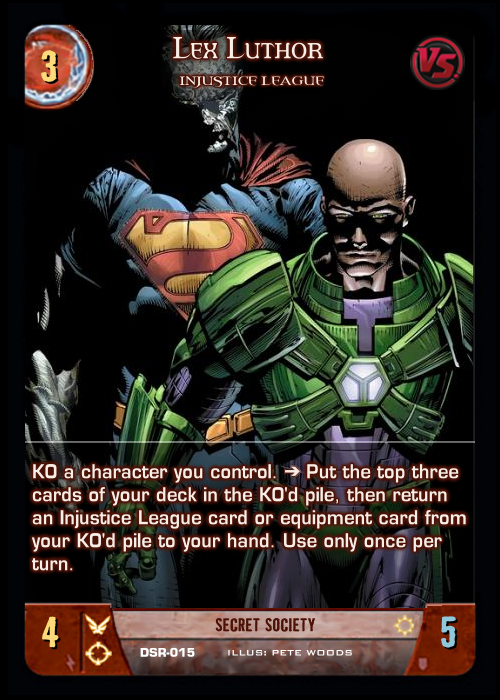 3
LEX LUTHOR
VS
INJUSTICE LEAGUE
KO a character you control. ➔ Put the top three
cards of your deck in the KO'd pile, then return
an Injustice League card or equipment card from
your KO'd pile to your hand. Use only once per
turn.
4
SECRET SOCIETY
5
DSR-015 ILLUS: PETE WOODS